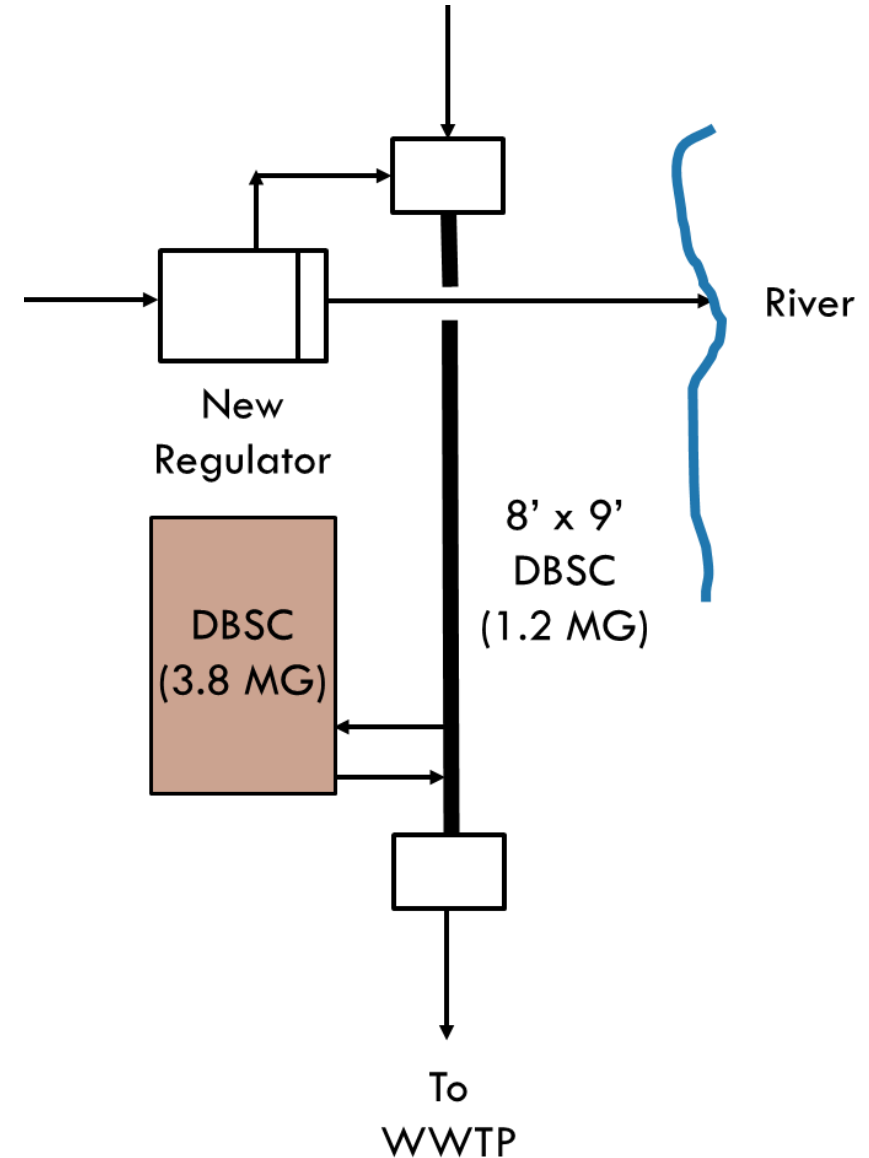 River
New
Regulator
8’ x 9’
DBSC
(1.2 MG)
DBSC
(3.8 MG)
To
WWTP